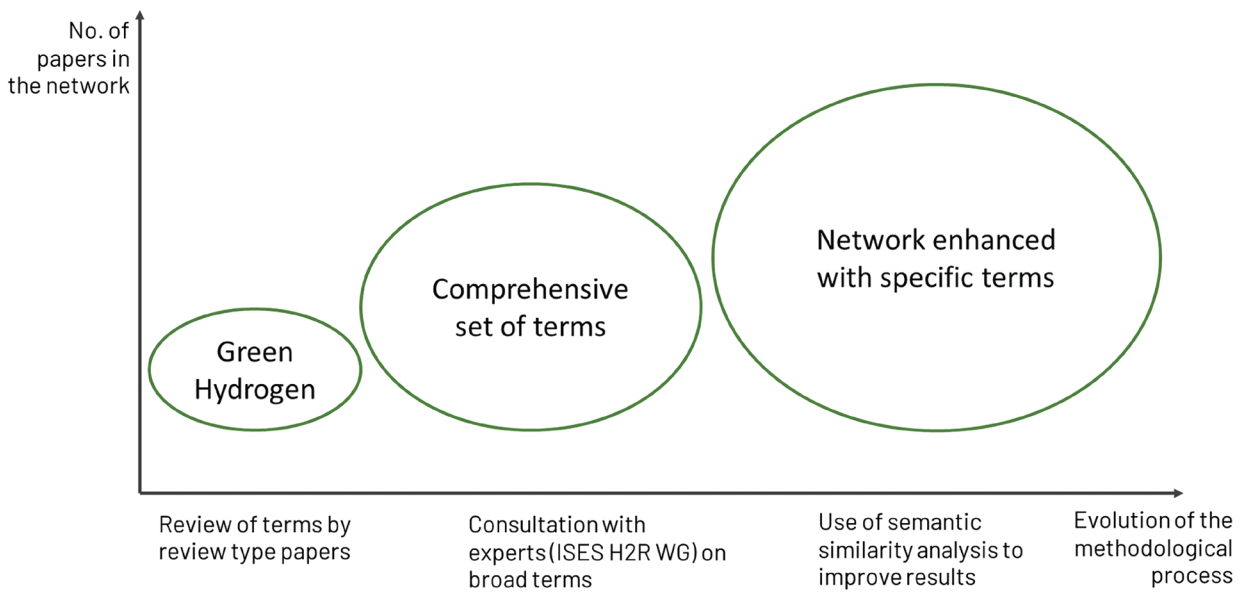 No. of
papers in
the network
Green
Hydrogen
Comprehensive
set of terms
Network enhanced
with specific terms
Review of terms by
review type papers
Consultation with
experts (ISES H2R WG) on
broad terms
Use of semantic
similarity analysis to
improve results
Evolution of the
methodological
process